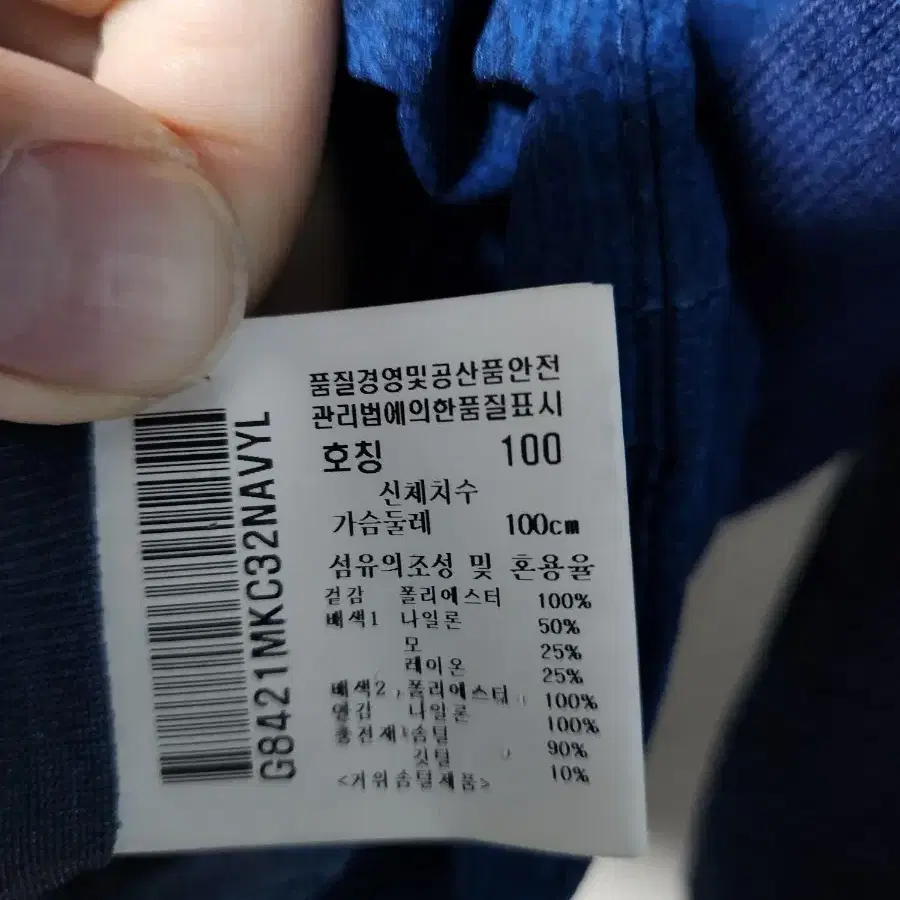 품질경영및공산품안전
관리법에의한품질표시
호칭 100
신체치수
가슴둘레 100cm
섬유의조성 및 혼용율
겉감 폴리에스터 100%
배색1 나일론 50%
모 25%
레이온 25%
배색2 폴리에스터 100%
안감 나일론 100%
충전재 솜털 90%
깃털 10%
<거위솜털제품>
GB421MKC32NAVYL